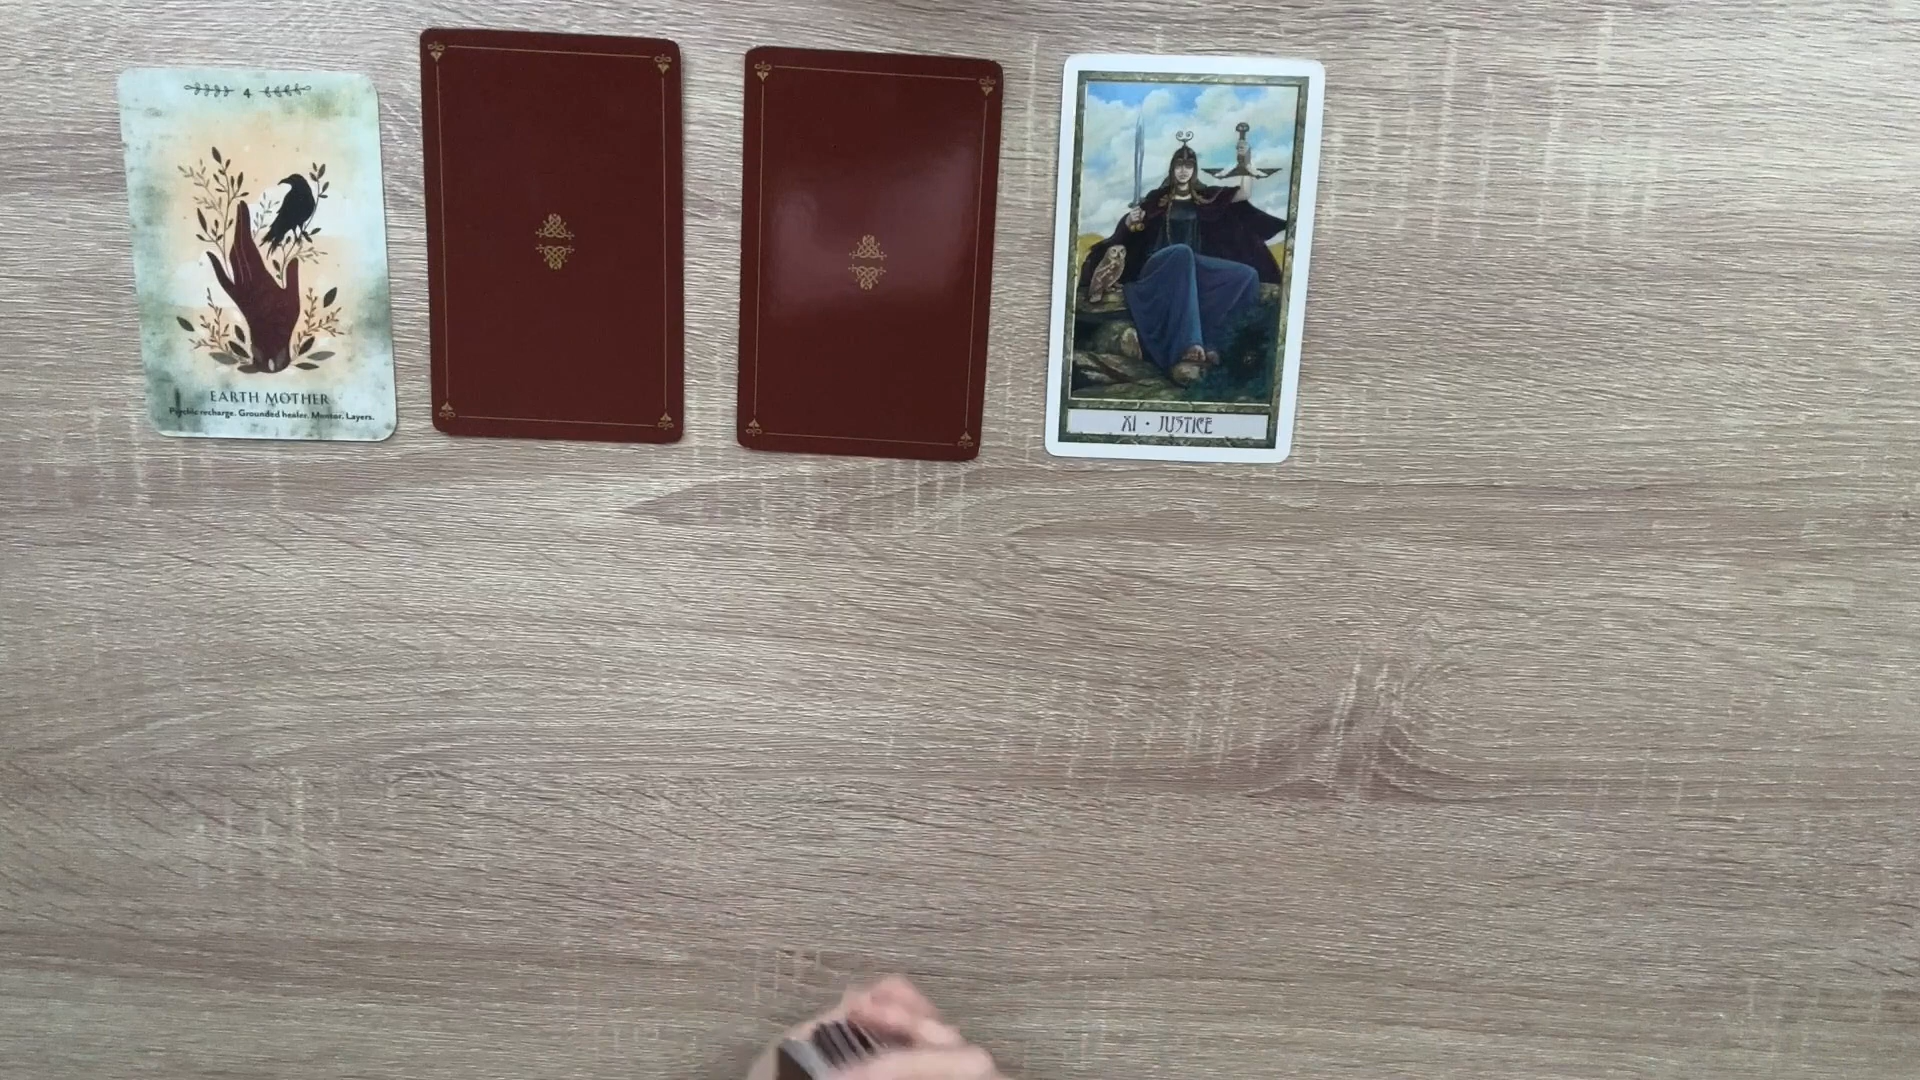 4
EARTH MOTHER
Psychic recharge. Grounded healer. Mentor. Layers.
XI • JUSTICE